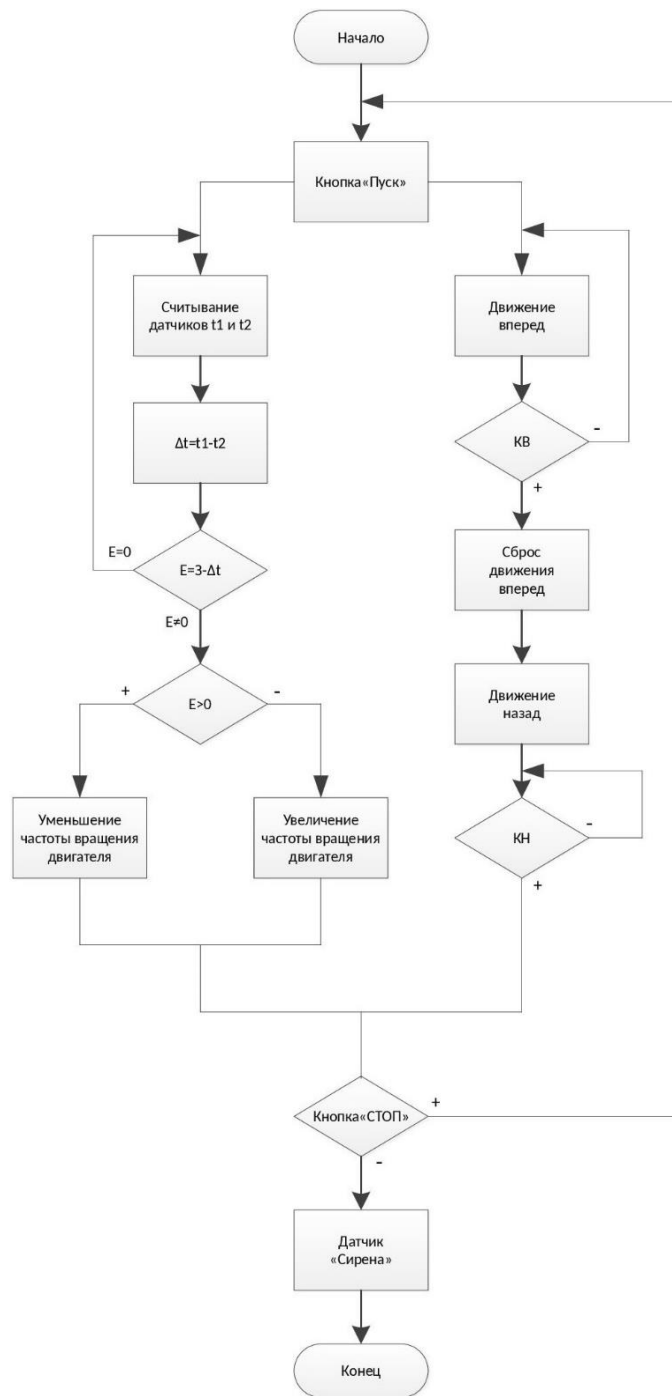 Начало
Кнопка«Пуск»
Считывание
датчиков t1 и t2
Δt=t1-t2
E=0
E=3-Δt
E≠0
+
E>0
-
Уменьшение
частоты вращения
двигателя
Увеличение
частоты вращения
двигателя
Движение
вперед
КВ
-
+
Сброс
движения
вперед
Движение
назад
КН
-
+
Кнопка«СТОП»
+
-
Датчик
«Сирена»
Конец